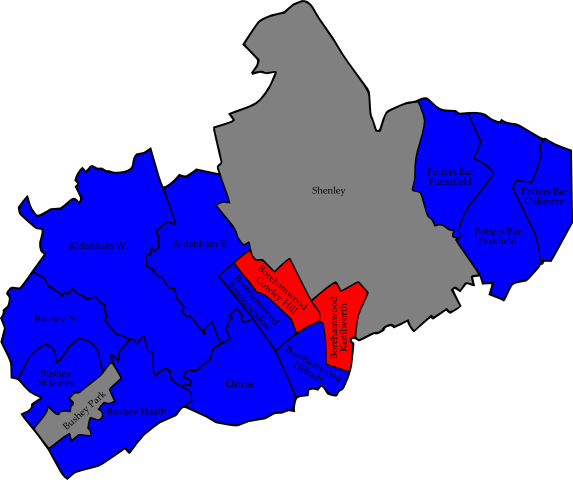 Shenley
Potters Bar
Furzefield
Potters Bar
Oakmere
Potters Bar
Parkfield
Aldenham W.
Aldenham E.
Borehamwood
Cowley Hill
Borehamwood
Brookmeadow
Borehamwood
Kenilworth
Borehamwood
Hillside
Bushey N.
Bushey
St James
Bushey Park
Bushey Heath
Elstree